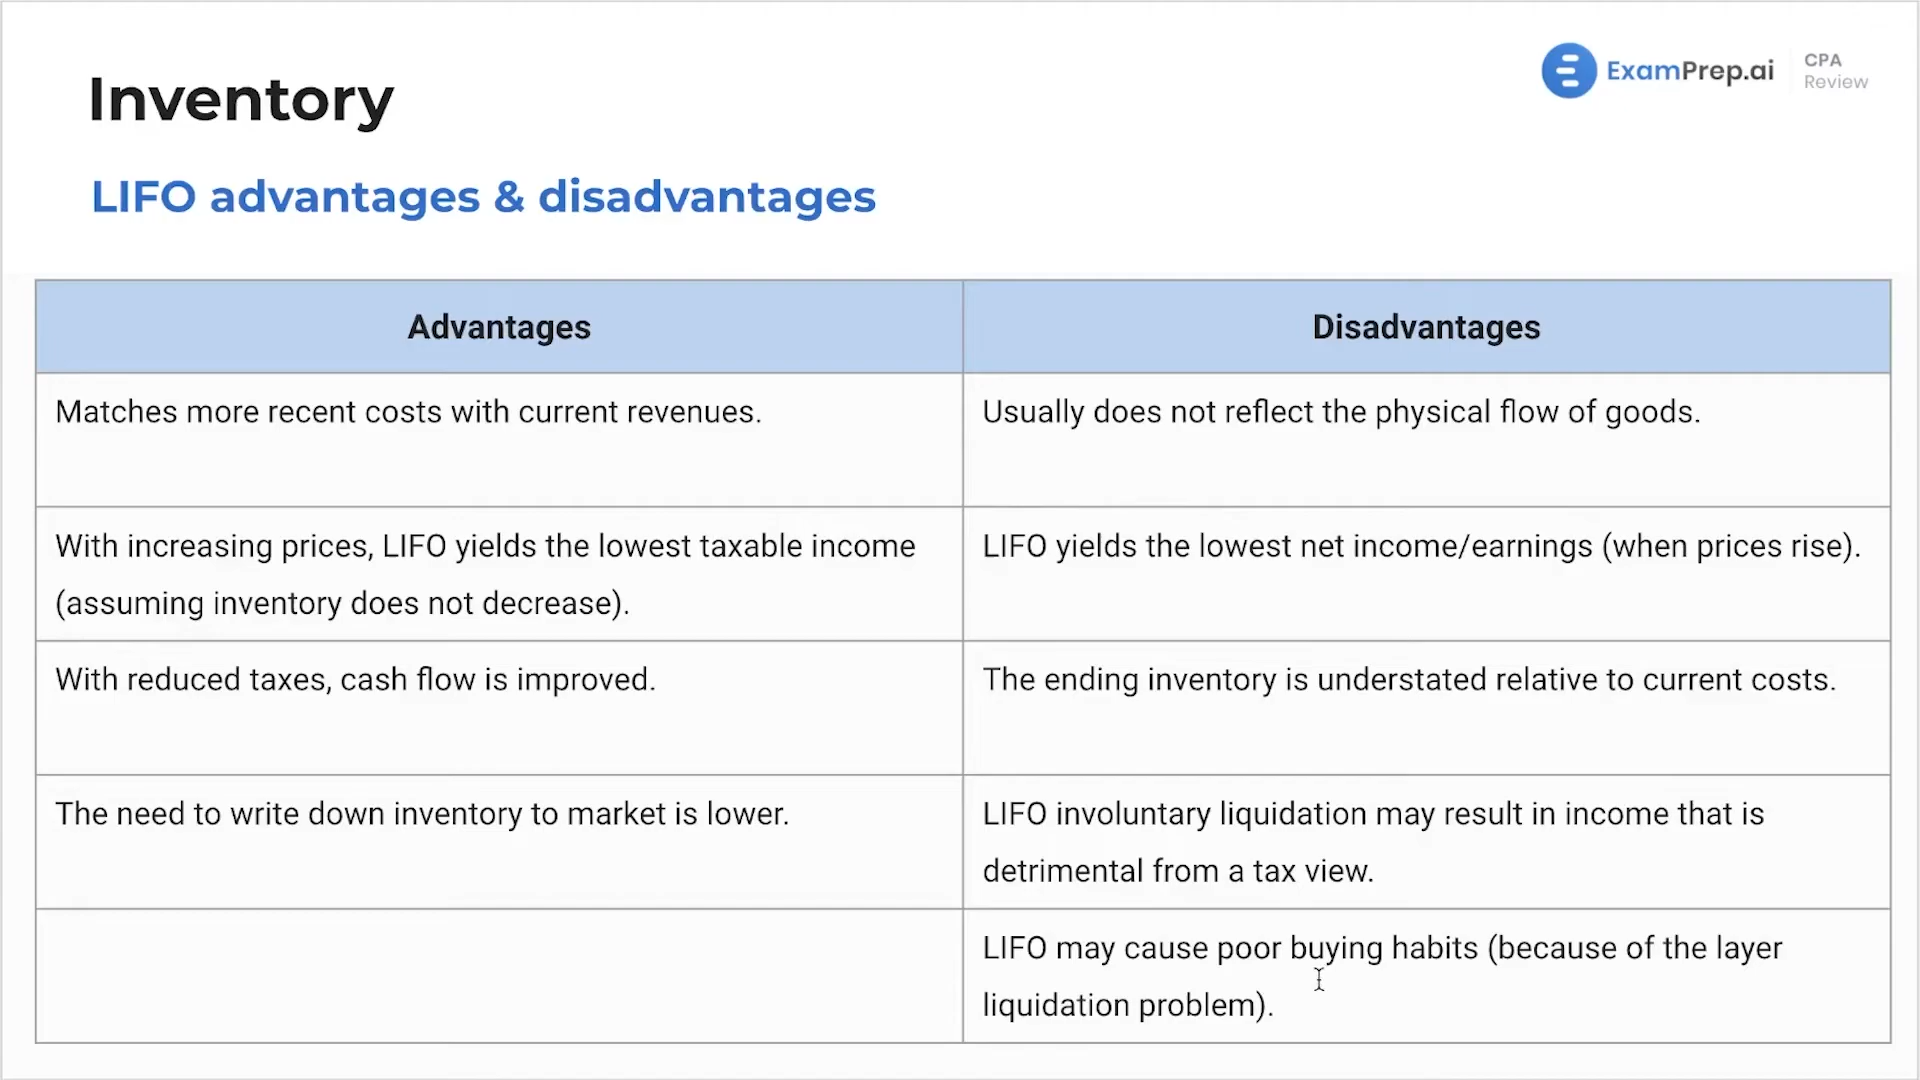 Inventory
ExamPrep.ai
CPA
Review
LIFO advantages & disadvantages
Advantages
Disadvantages
Matches more recent costs with current revenues.
Usually does not reflect the physical flow of goods.
With increasing prices, LIFO yields the lowest taxable income
(assuming inventory does not decrease).
LIFO yields the lowest net income/earnings (when prices rise).
With reduced taxes, cash flow is improved.
The ending inventory is understated relative to current costs.
The need to write down inventory to market is lower.
LIFO involuntary liquidation may result in income that is
detrimental from a tax view.
LIFO may cause poor buying habits (because of the layer
liquidation problem).